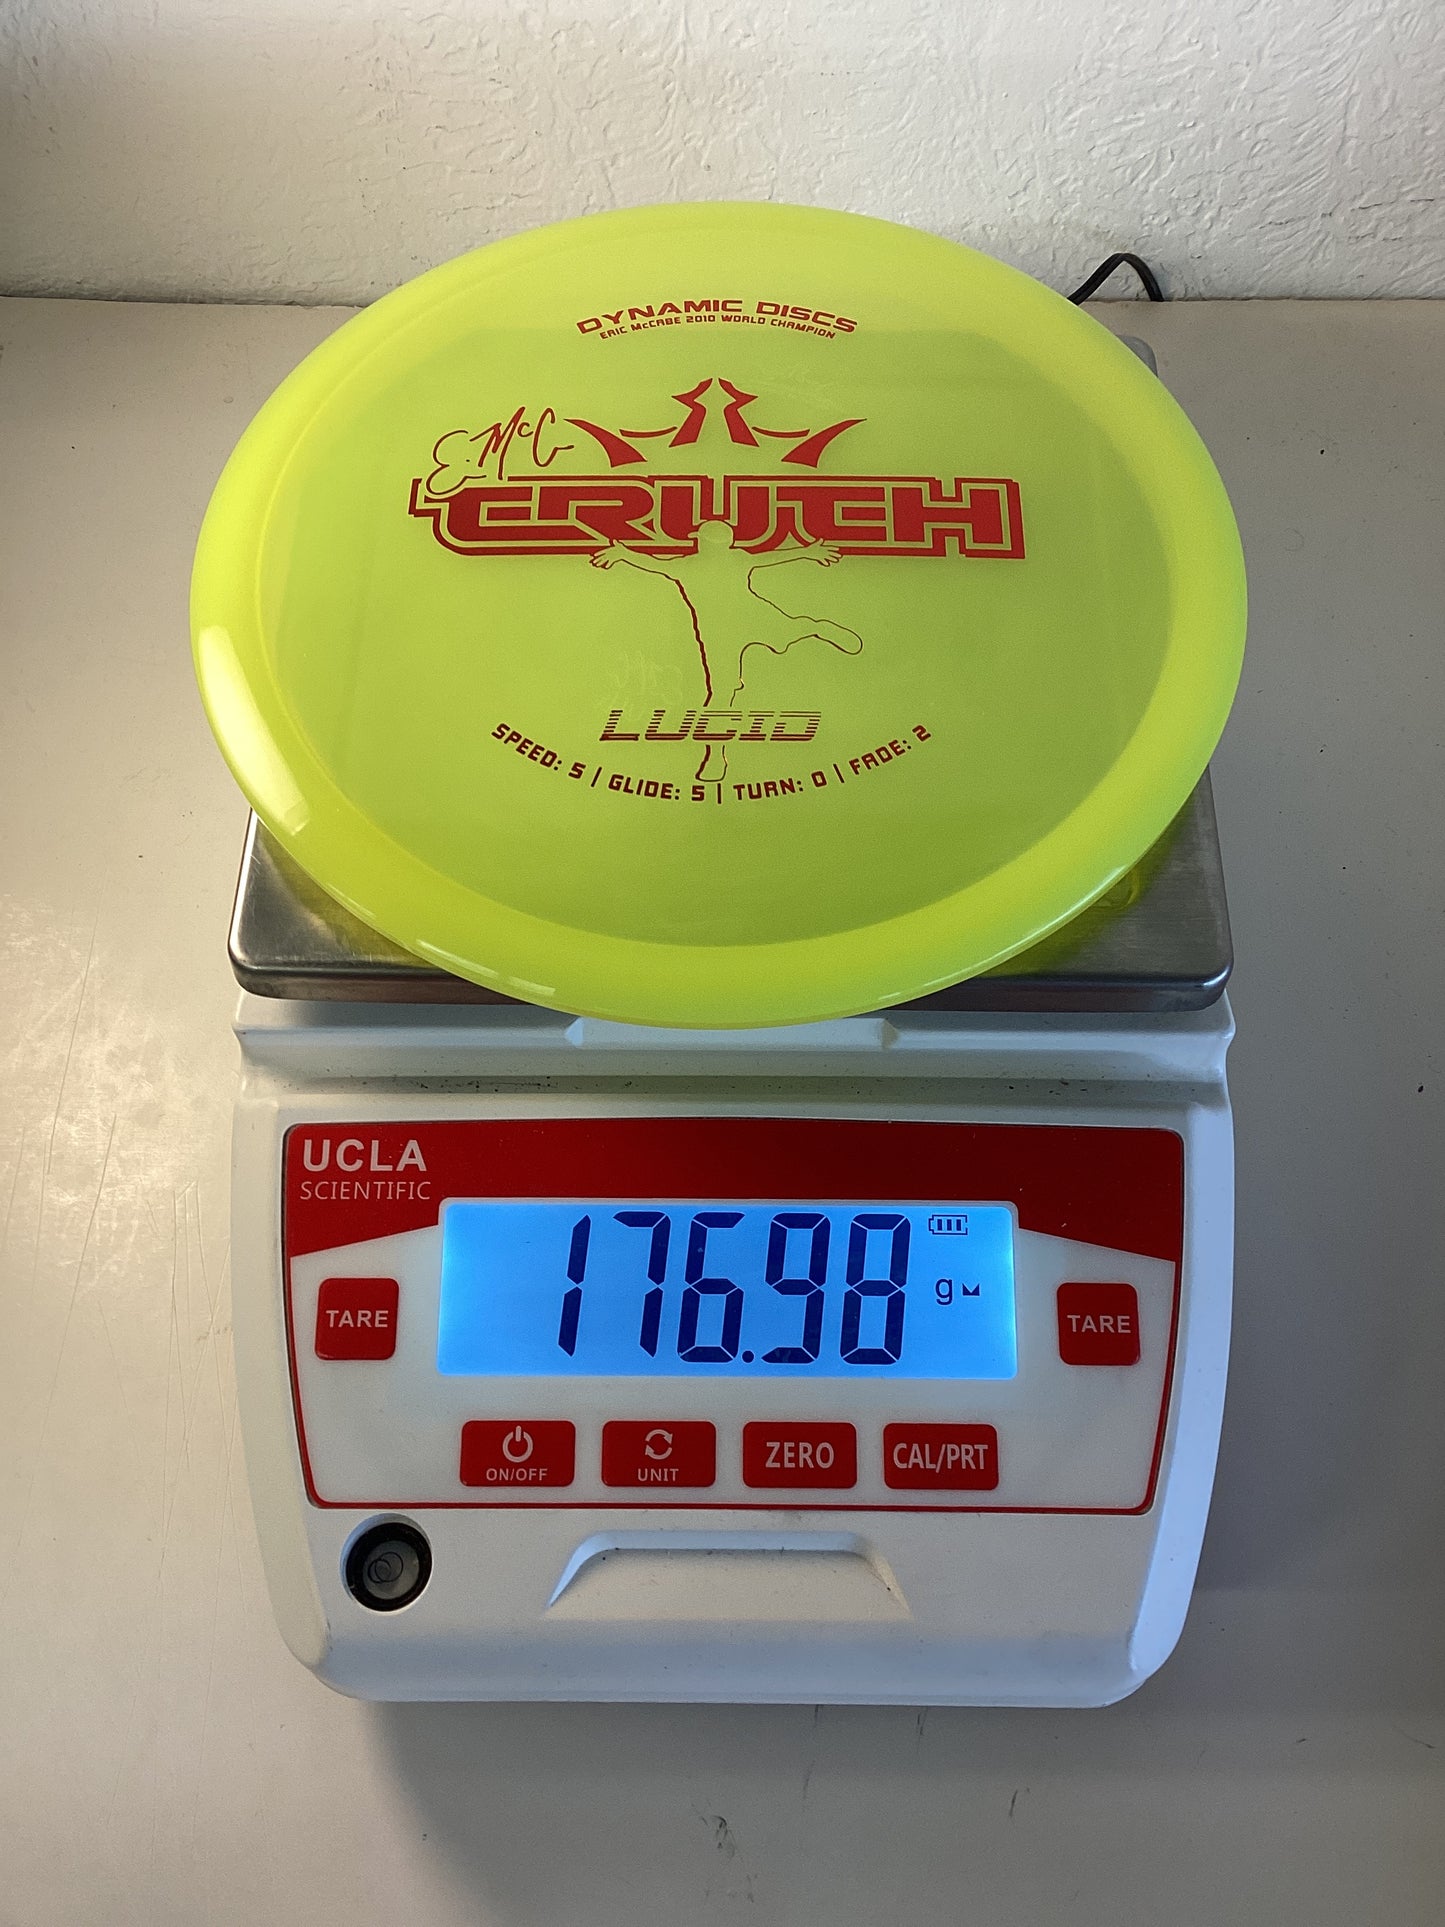 DYNAMIC DISCS
ERIC McCABE 2010 WORLD CHAMPION
E. McC
TRUTH
LUCID
SPEED: 5 | GLIDE: 5 | TURN: 0 | FADE: 2
UCLA
SCIENTIFIC
176.98 g
TARE
TARE
ON/OFF
UNIT
ZERO
CAL/PRT